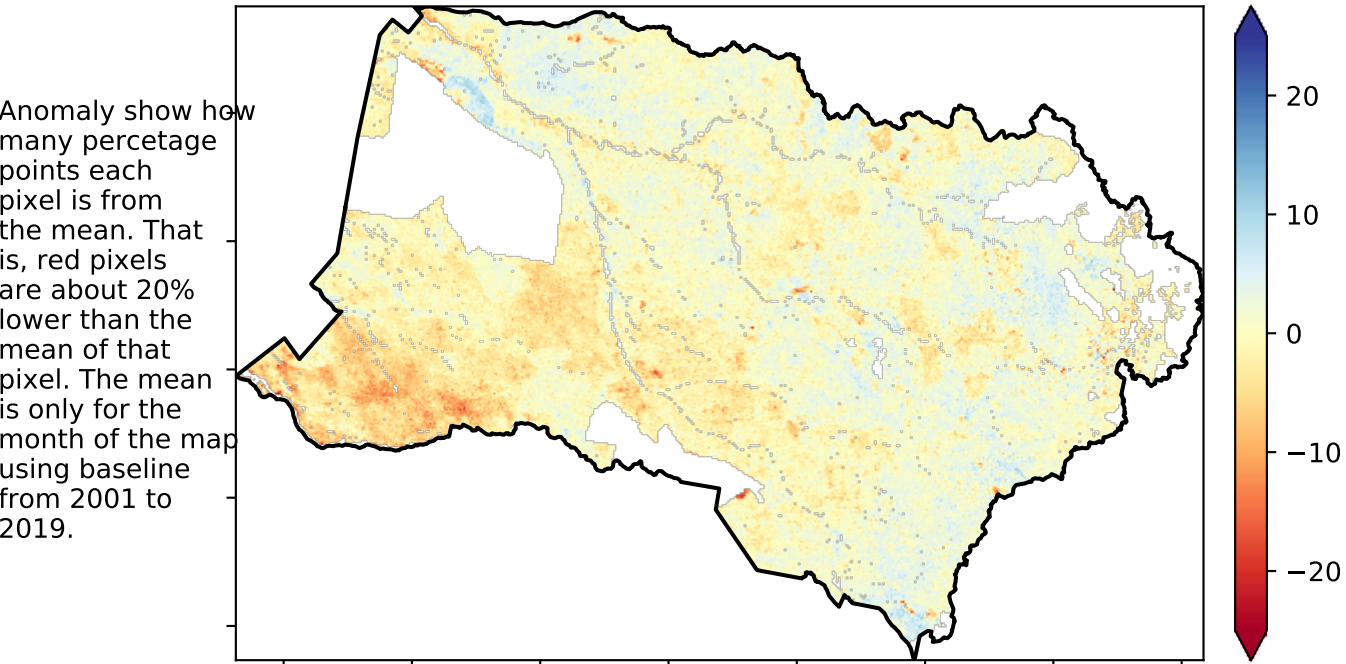 Anomaly show how
many percetage
points each
pixel is from
the mean. That
is, red pixels
are about 20%
lower than the
mean of that
pixel. The mean
is only for the
month of the map
using baseline
from 2001 to
2019.
20
10
0
−10
−20